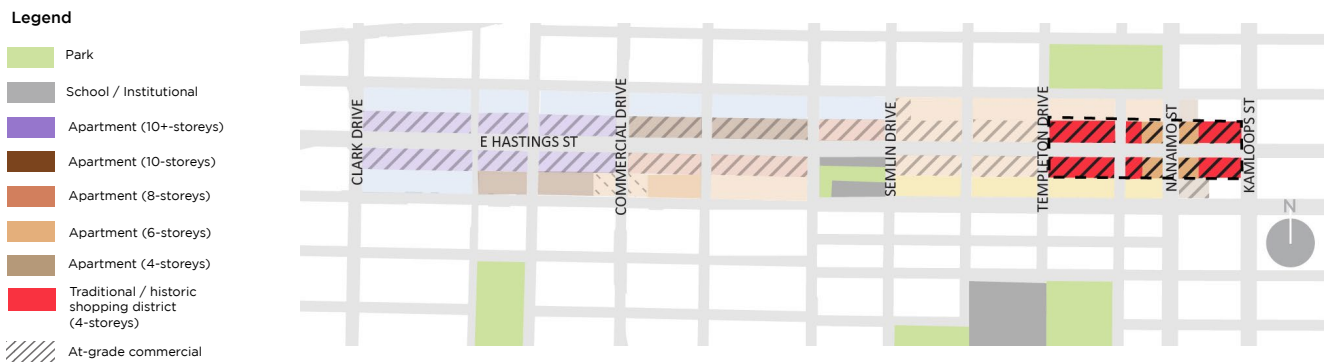 Legend
Park
School / Institutional
Apartment (10+-storeys)
Apartment (10-storeys)
Apartment (8-storeys)
Apartment (6-storeys)
Apartment (4-storeys)
Traditional / historic
shopping district
(4-storeys)
At-grade commercial
CLARK DRIVE
E HASTINGS ST
COMMERCIAL DRIVE
SEMLIN DRIVE
TEMPLETON DRIVE
NANAIMO ST
KAMLOOPS ST
N